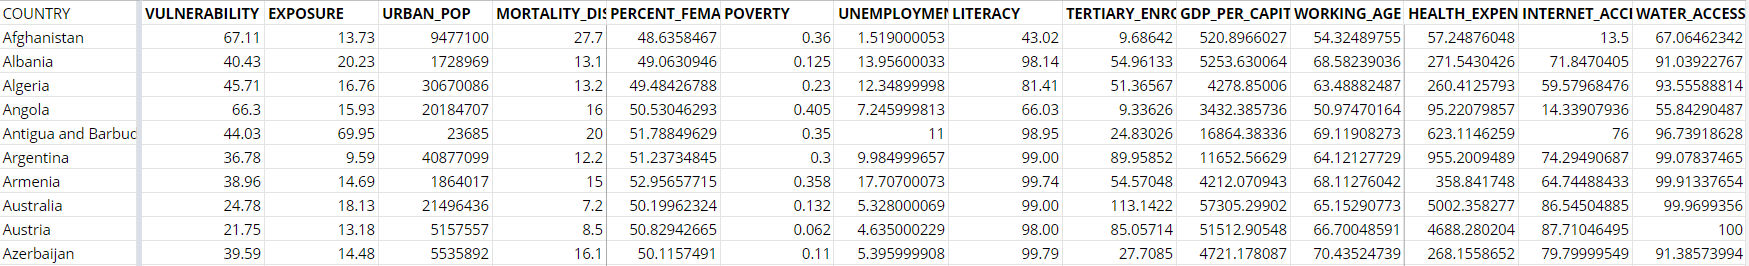 COUNTRY VULNERABILITY EXPOSURE URBAN_POP MORTALITY_DIS PERCENT_FEMA POVERTY UNEMPLOYMEN LITERACY TERTIARY_ENRO GDP_PER_CAPIT WORKING_AGE HEALTH_EXPEN INTERNET_ACCI WATER_ACCESS
Afghanistan 67.11 13.73 9477100 27.7 48.6358467 0.36 1.519000053 43.02 9.68642 520.8966027 54.32489755 57.24876048 13.5 67.06462342
Albania 40.43 20.23 1728969 13.1 49.0630946 0.125 13.95600033 98.14 54.96133 5253.630064 68.58239036 271.5430426 71.8470405 91.03922767
Algeria 45.71 16.76 30670086 13.2 49.48426788 0.23 12.34899998 81.41 51.36567 4278.85006 63.48882487 260.4125793 59.57968476 93.55588814
Angola 66.3 15.93 20184707 16 50.53046293 0.405 7.245999813 66.03 9.33626 3432.385736 50.97470164 95.22079857 14.33907936 55.84290487
Antigua and Barbuc 44.03 69.95 23685 20 51.78849629 0.35 11 98.95 24.83026 16864.38336 69.11908273 623.1146259 76 96.73918628
Argentina 36.78 9.59 40877099 12.2 51.23734845 0.3 9.984999657 99.00 89.95852 11652.56629 64.12127729 955.2009489 74.29490687 99.07837465
Armenia 38.96 14.69 1864017 15 52.95657715 0.358 17.70700073 99.74 54.57048 4212.070943 68.11276042 358.841748 64.74488433 99.91337654
Australia 24.78 18.13 21496436 7.2 50.19962324 0.132 5.328000069 99.00 113.1422 57305.29902 65.15290773 5002.358277 86.54504885 99.9699356
Austria 21.75 13.18 5157557 8.5 50.82942665 0.062 4.635000229 98.00 85.05714 51512.90548 66.70048591 4688.280204 87.71046495 100
Azerbaijan 39.59 14.48 5535892 16.1 50.1157491 0.11 5.395999908 99.79 27.7085 4721.178087 70.43524739 268.1558652 79.79999549 91.38573994